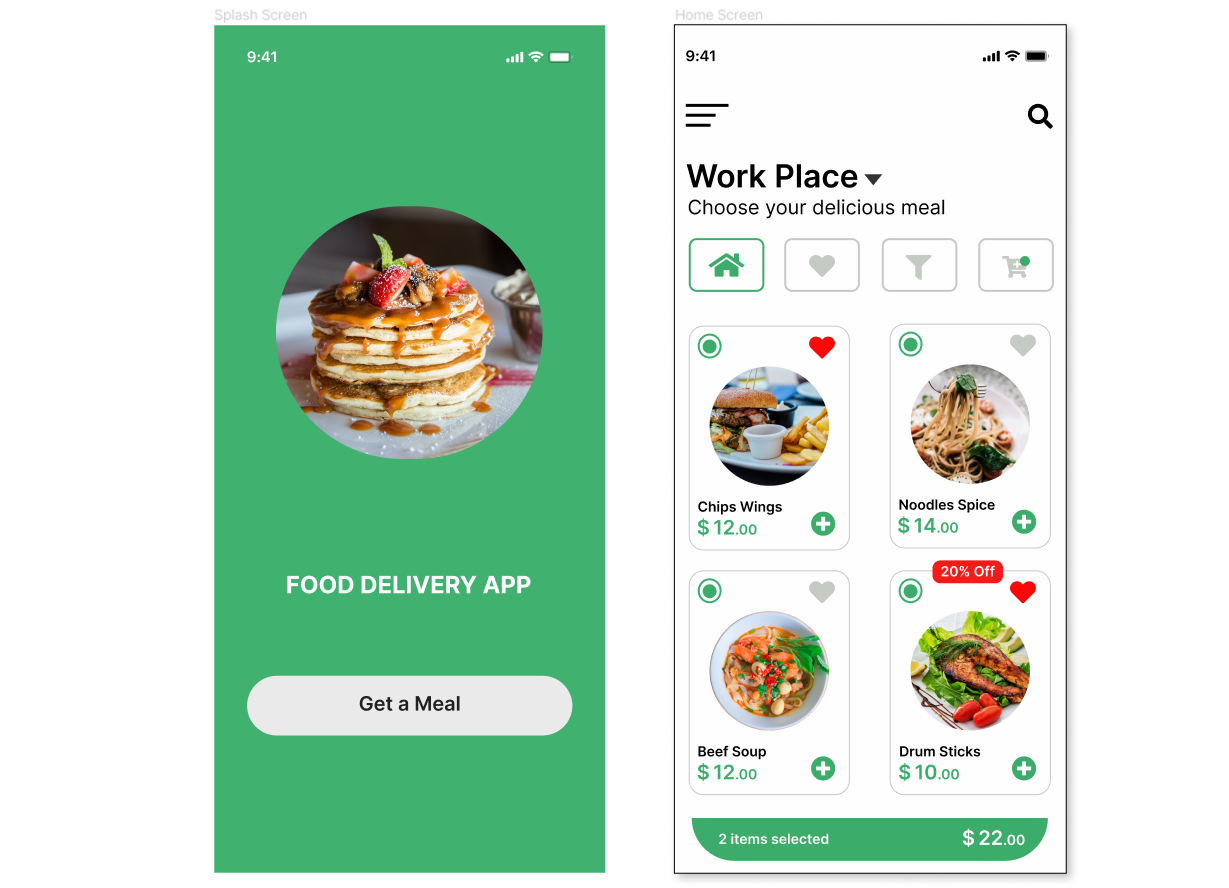 Splash Screen
9:41
FOOD DELIVERY APP
Get a Meal
Home Screen
9:41
Work Place
Choose your delicious meal
Chips Wings
$ 12.00
Noodles Spice
$ 14.00
20% Off
Beef Soup
$ 12.00
Drum Sticks
$ 10.00
2 items selected
$ 22.00